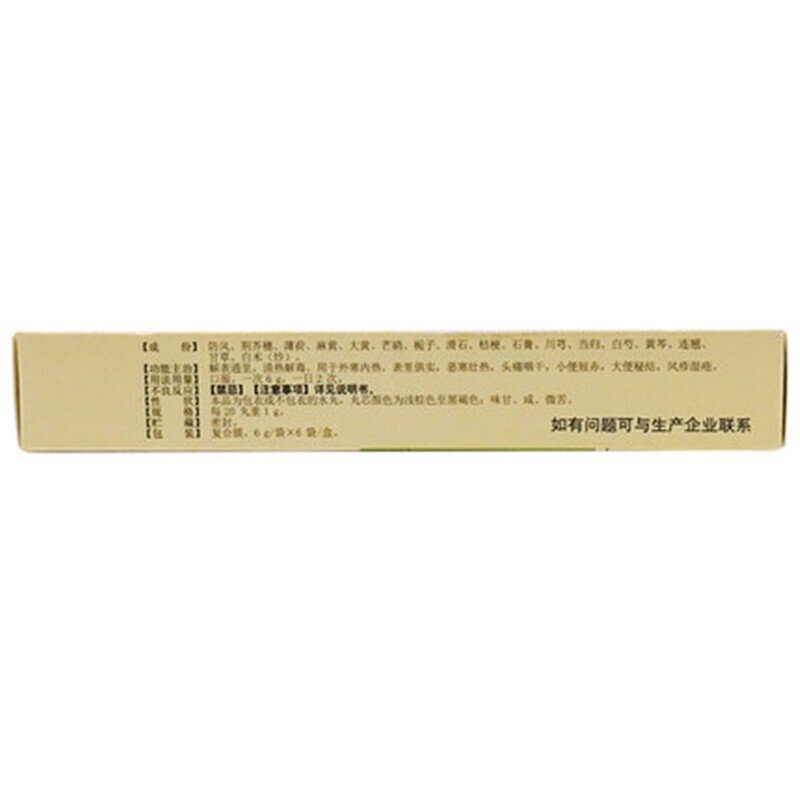 【成 份】 防风、荆芥穗、薄荷、麻黄、大黄、芒硝、栀子、滑石、桔梗、石膏、川芎、当归、白芍、黄芩、连翘、
甘草、白术（炒）。
【功能主治】 解表通里，清热解毒。用于外寒内热，表里俱实，恶寒壮热，头痛咽干，小便短赤，大便秘结，风疹湿疮。
【用法用量】 口服。一次 6 g，一日 2 次。
【不良反应】【禁忌】【注意事项】详见说明书。
【性 状】 本品为包衣或不包衣的水丸，丸芯颜色为浅棕色至黑褐色；味甘、咸、微苦。
【规 格】 每 20 丸重 1 g。
【贮 藏】 密封。
【包 装】 复合膜。6 g/袋×6 袋/盒。
如有问题可与生产企业联系